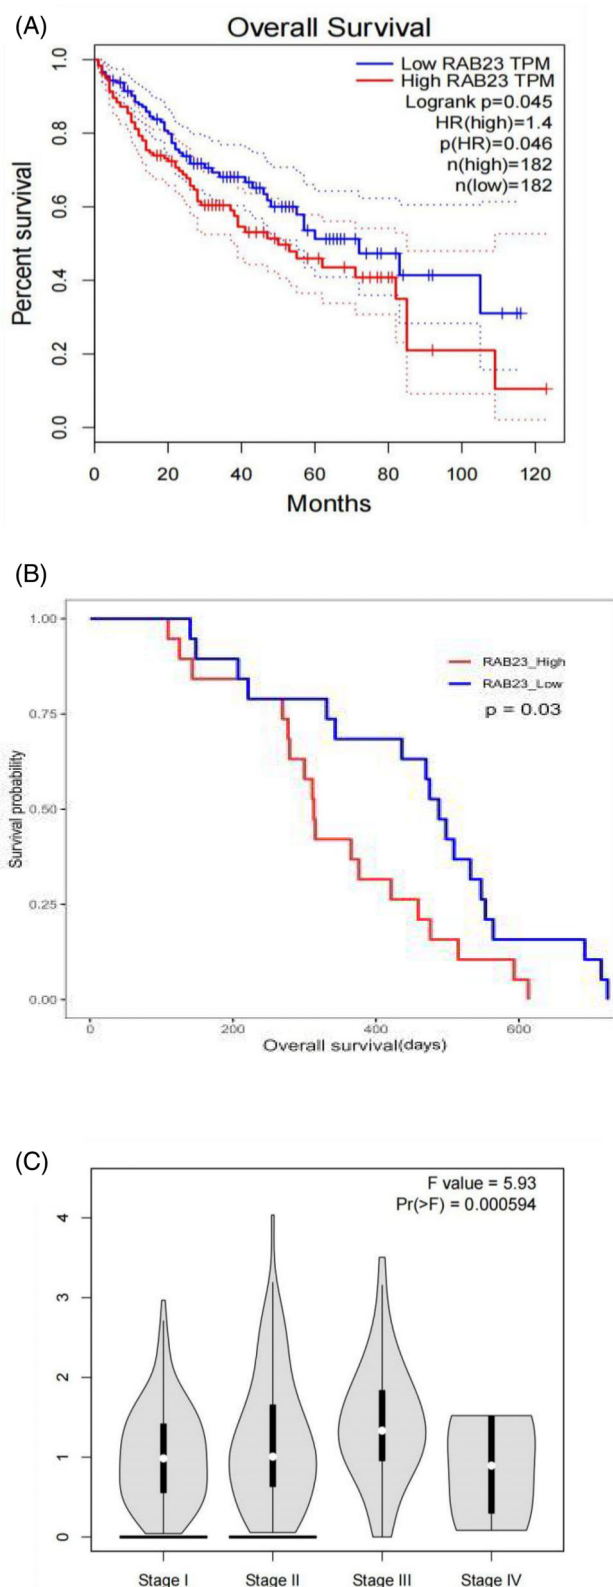 (A)
Overall Survival
Low RAB23 TPM
High RAB23 TPM
Logrank p=0.045
HR(high)=1.4
p(HR)=0.046
n(high)=182
n(low)=182
Percent survival
1.0
0.8
0.6
0.4
0.2
0.0
0 20 40 60 80 100 120
Months
(B)
RAB23_High
RAB23_Low
p = 0.03
Survival probability
1.00
0.75
0.50
0.25
0.00
0 200 400 600
Overall survival(days)
(C)
F value = 5.93
Pr(>F) = 0.000594
4
3
2
1
0
Stage I Stage II Stage III Stage IV